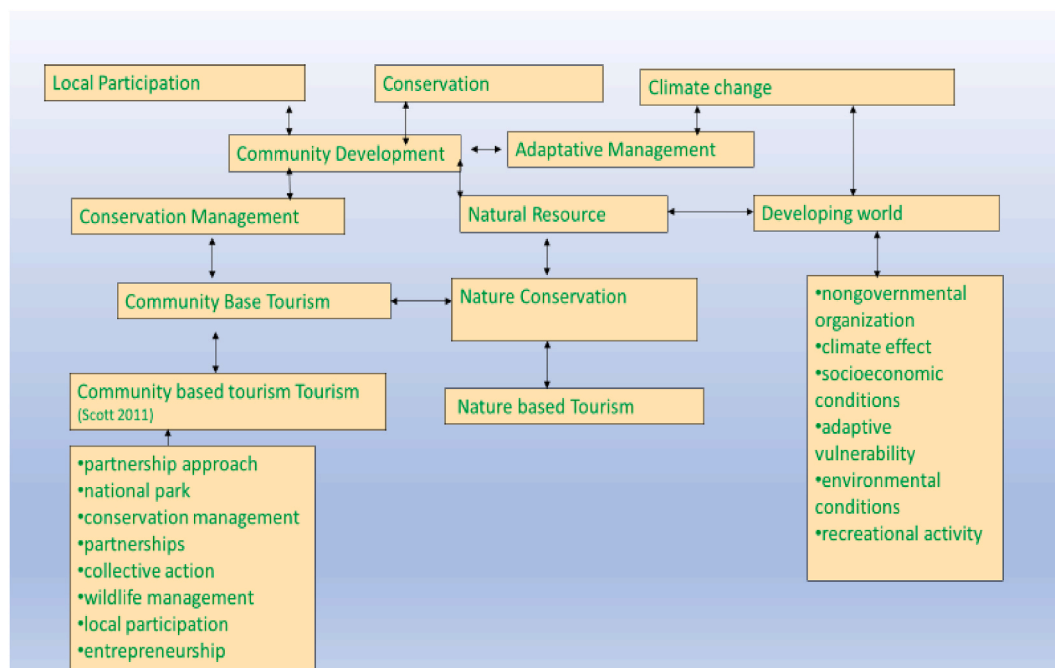 Local Participation
Conservation
Climate change
Community Development
Adaptative Management
Conservation Management
Natural Resource
Developing world
Community Base Tourism
Nature Conservation
•nongovernmental
organization
•climate effect
•socioeconomic
conditions
•adaptive
vulnerability
•environmental
conditions
•recreational activity
Community based tourism Tourism
(Scott 2011)
Nature based Tourism
•partnership approach
•national park
•conservation management
•partnerships
•collective action
•wildlife management
•local participation
•entrepreneurship